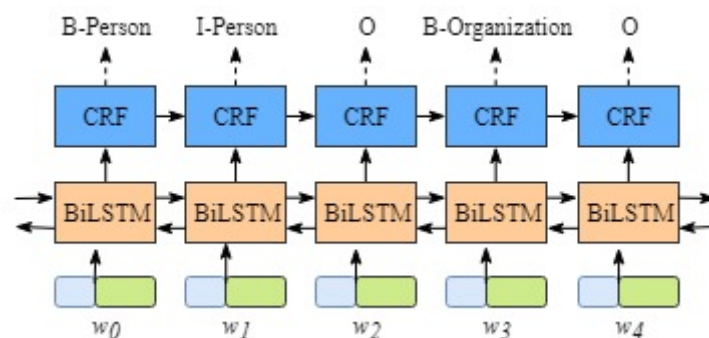 B-Person I-Person O B-Organization O
CRF CRF CRF CRF CRF
BiLSTM BiLSTM BiLSTM BiLSTM BiLSTM
w0 w1 w2 w3 w4